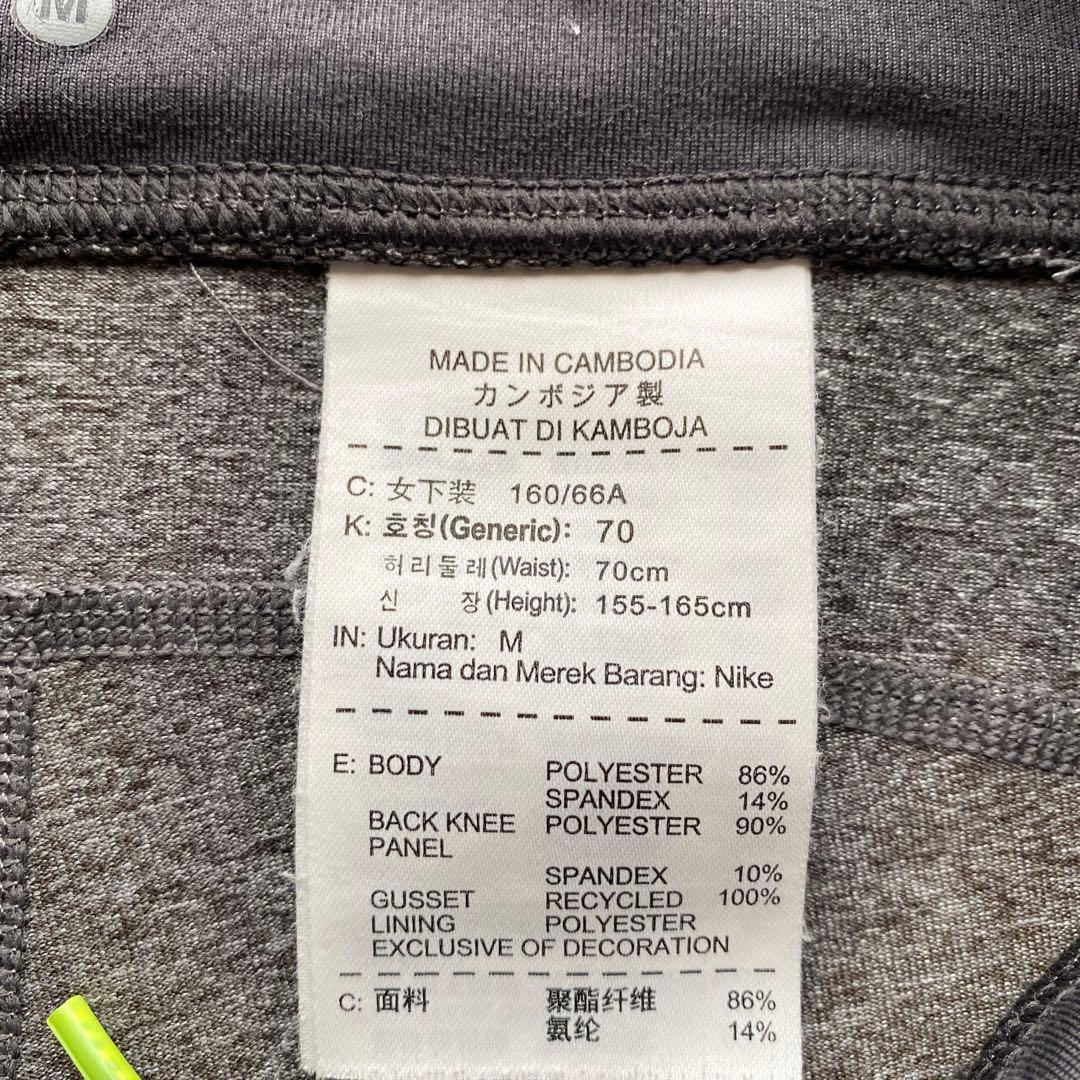 M
MADE IN CAMBODIA
カンボジア製
DIBUAT DI KAMBOJA
C: 女下装 160/66A
K: 호칭(Generic): 70
허리둘레(Waist): 70cm
신 장(Height): 155-165cm
IN: Ukuran: M
Nama dan Merek Barang: Nike
E: BODY POLYESTER 86%
SPANDEX 14%
BACK KNEE POLYESTER 90%
PANEL
SPANDEX 10%
GUSSET RECYCLED 100%
LINING POLYESTER
EXCLUSIVE OF DECORATION
C: 面料 聚酯纤维 86%
氨纶 14%